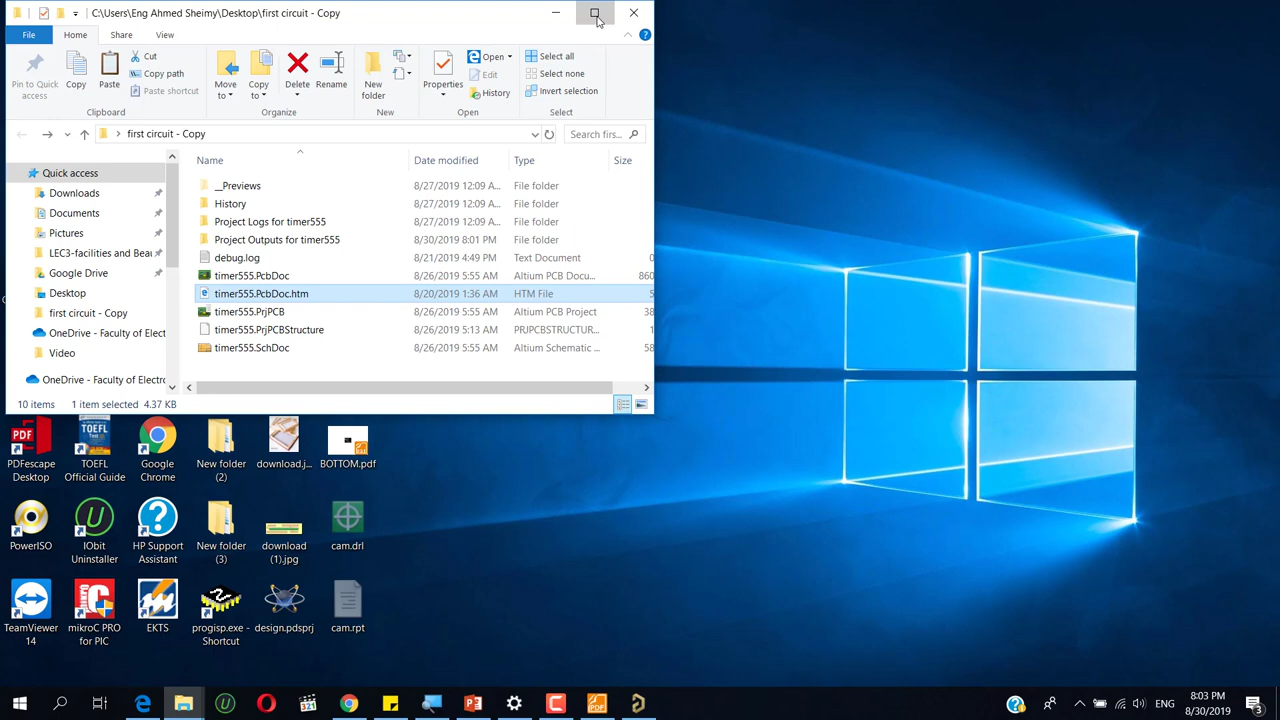 C:\Users\Eng Ahmed Sheimy\Desktop\first circuit - Copy
File Home Share View
Pin to Quick access
Copy
Paste
Cut
Copy path
Paste shortcut
Clipboard
Move to
Copy to
Delete
Rename
Organize
New folder
New
Properties
Open
Edit
History
Open
Select all
Select none
Invert selection
Select
first circuit - Copy
Search firs...
Name Date modified Type Size
Quick access
Downloads
Documents
Pictures
LEC3-facilities and Bea
Google Drive
Desktop
first circuit - Copy
OneDrive - Faculty of Elect
Video
OneDrive - Faculty of Electro
__Previews 8/27/2019 12:09 A... File folder
History 8/27/2019 12:09 A... File folder
Project Logs for timer555 8/27/2019 12:09 A... File folder
Project Outputs for timer555 8/30/2019 8:01 PM File folder
debug.log 8/21/2019 4:49 PM Text Document
timer555.PcbDoc 8/26/2019 5:55 AM Altium PCB Docu... 860
timer555.PcbDoc.htm 8/20/2019 1:36 AM HTM File 5
timer555.PrjPCB 8/26/2019 5:55 AM Altium PCB Project 38
timer555.PrjPCBStructure 8/26/2019 5:13 AM PRJPCBSTRUCTUR... 1
timer555.SchDoc 8/26/2019 5:55 AM Altium Schematic ... 58
10 items 1 item selected 4.37 KB
PDF
TOEFL
PDFescape Desktop
TOEFL Official Guide
Google Chrome
New folder (2)
download.j...
BOTTOM.pdf
PowerISO
IObit Uninstaller
HP Support Assistant
New folder (3)
download (1).jpg
cam.drl
TeamViewer 14
mikroC PRO for PIC
EKTS
progisp.exe - Shortcut
design.pdsprj
cam.rpt
321
ENG
8:03 PM
8/30/2019
3